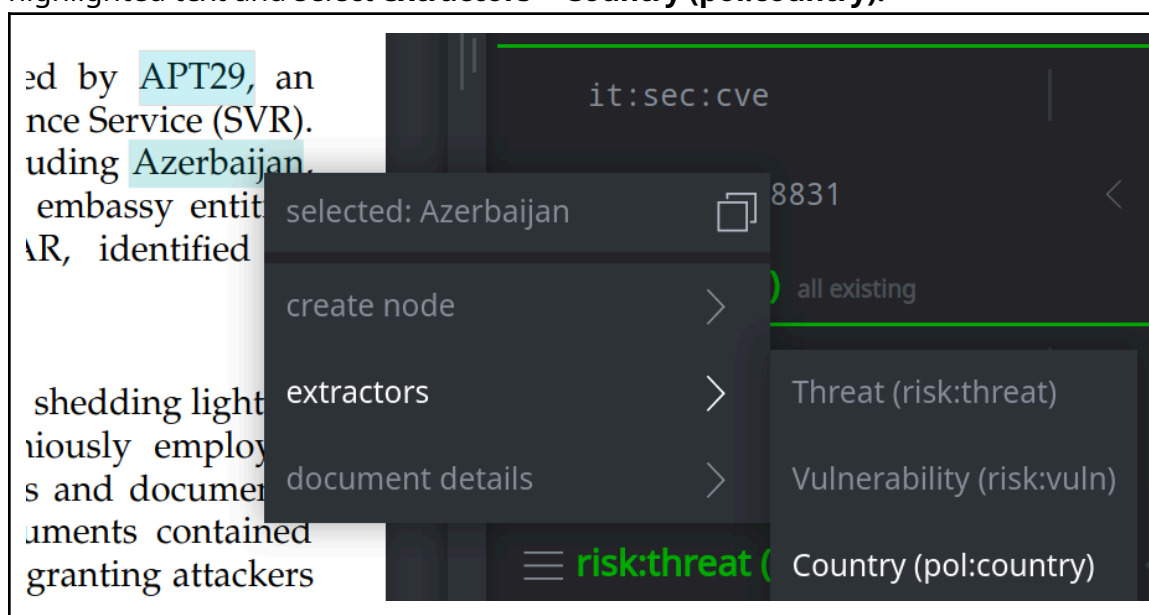 highlighted text and select extractors > Country (pol:country).
ed by APT29, an
nce Service (SVR).
uding Azerbaijan,
embassy entit
AR, identified
shedding light
niously employ
s and documen
uments contained
granting attackers
it:sec:cve
8831
) all existing
selected: Azerbaijan
create node
extractors
document details
Threat (risk:threat)
Vulnerability (risk:vuln)
Country (pol:country)
risk:threat (